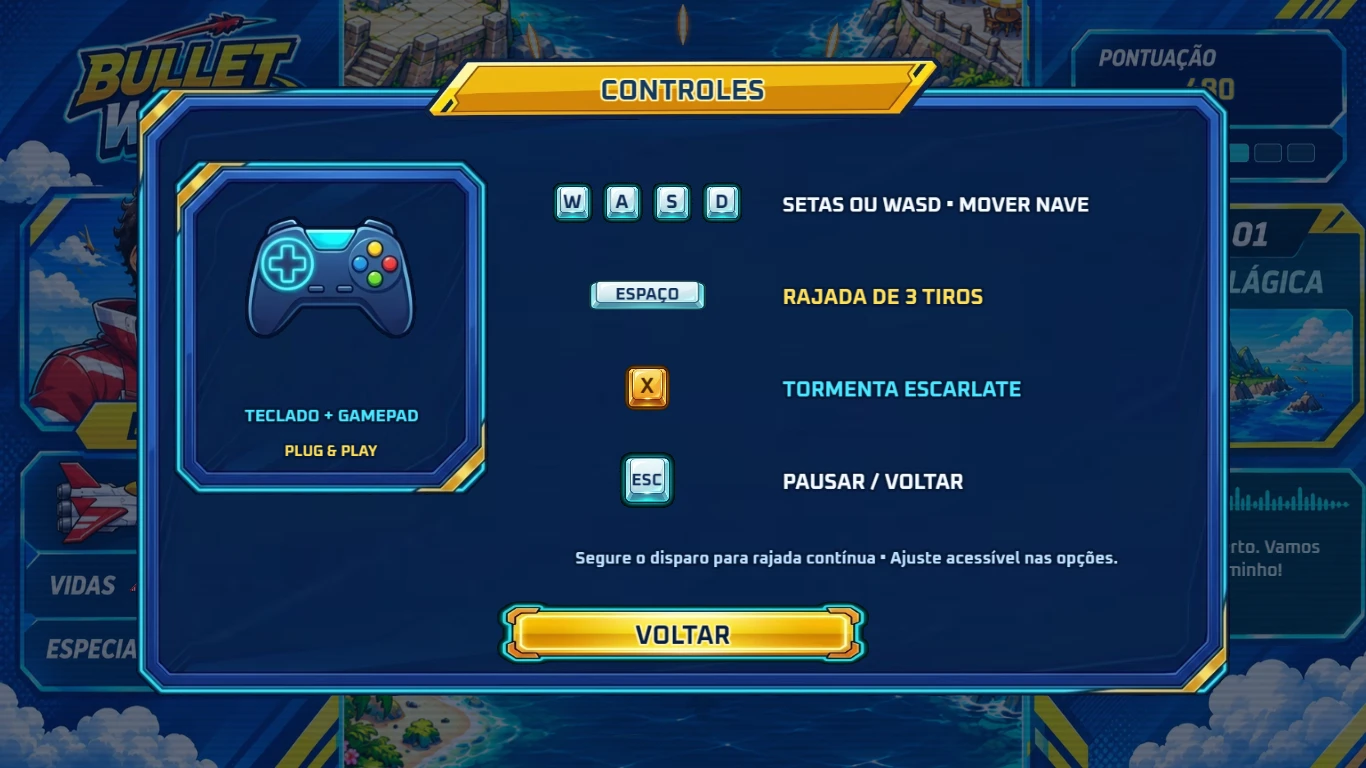 BULLET
PONTUAÇÃO
CONTROLES
W A S D
SETAS OU WASD • MOVER NAVE
ESPAÇO
RAJADA DE 3 TIROS
X
TORMENTA ESCARLATE
ESC
PAUSAR / VOLTAR
TECLADO + GAMEPAD
PLUG & PLAY
Segure o disparo para rajada contínua • Ajuste acessível nas opções.
VOLTAR
01
LÁGICA
rto. Vamos
minho!
VIDAS
ESPECIA